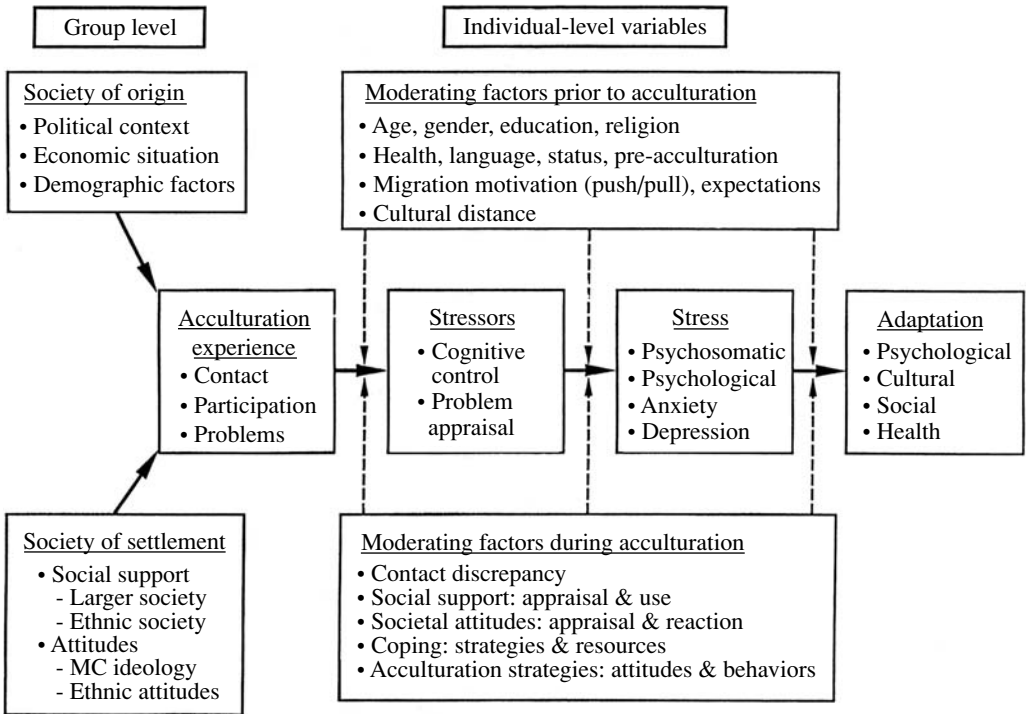 Group level
Individual-level variables
Society of origin
• Political context
• Economic situation
• Demographic factors
Moderating factors prior to acculturation
• Age, gender, education, religion
• Health, language, status, pre-acculturation
• Migration motivation (push/pull), expectations
• Cultural distance
Acculturation
experience
• Contact
• Participation
• Problems
Stressors
• Cognitive
control
• Problem
appraisal
Stress
• Psychosomatic
• Psychological
• Anxiety
• Depression
Adaptation
• Psychological
• Cultural
• Social
• Health
Society of settlement
• Social support
- Larger society
- Ethnic society
• Attitudes
- MC ideology
- Ethnic attitudes
Moderating factors during acculturation
• Contact discrepancy
• Social support: appraisal & use
• Societal attitudes: appraisal & reaction
• Coping: strategies & resources
• Acculturation strategies: attitudes & behaviors